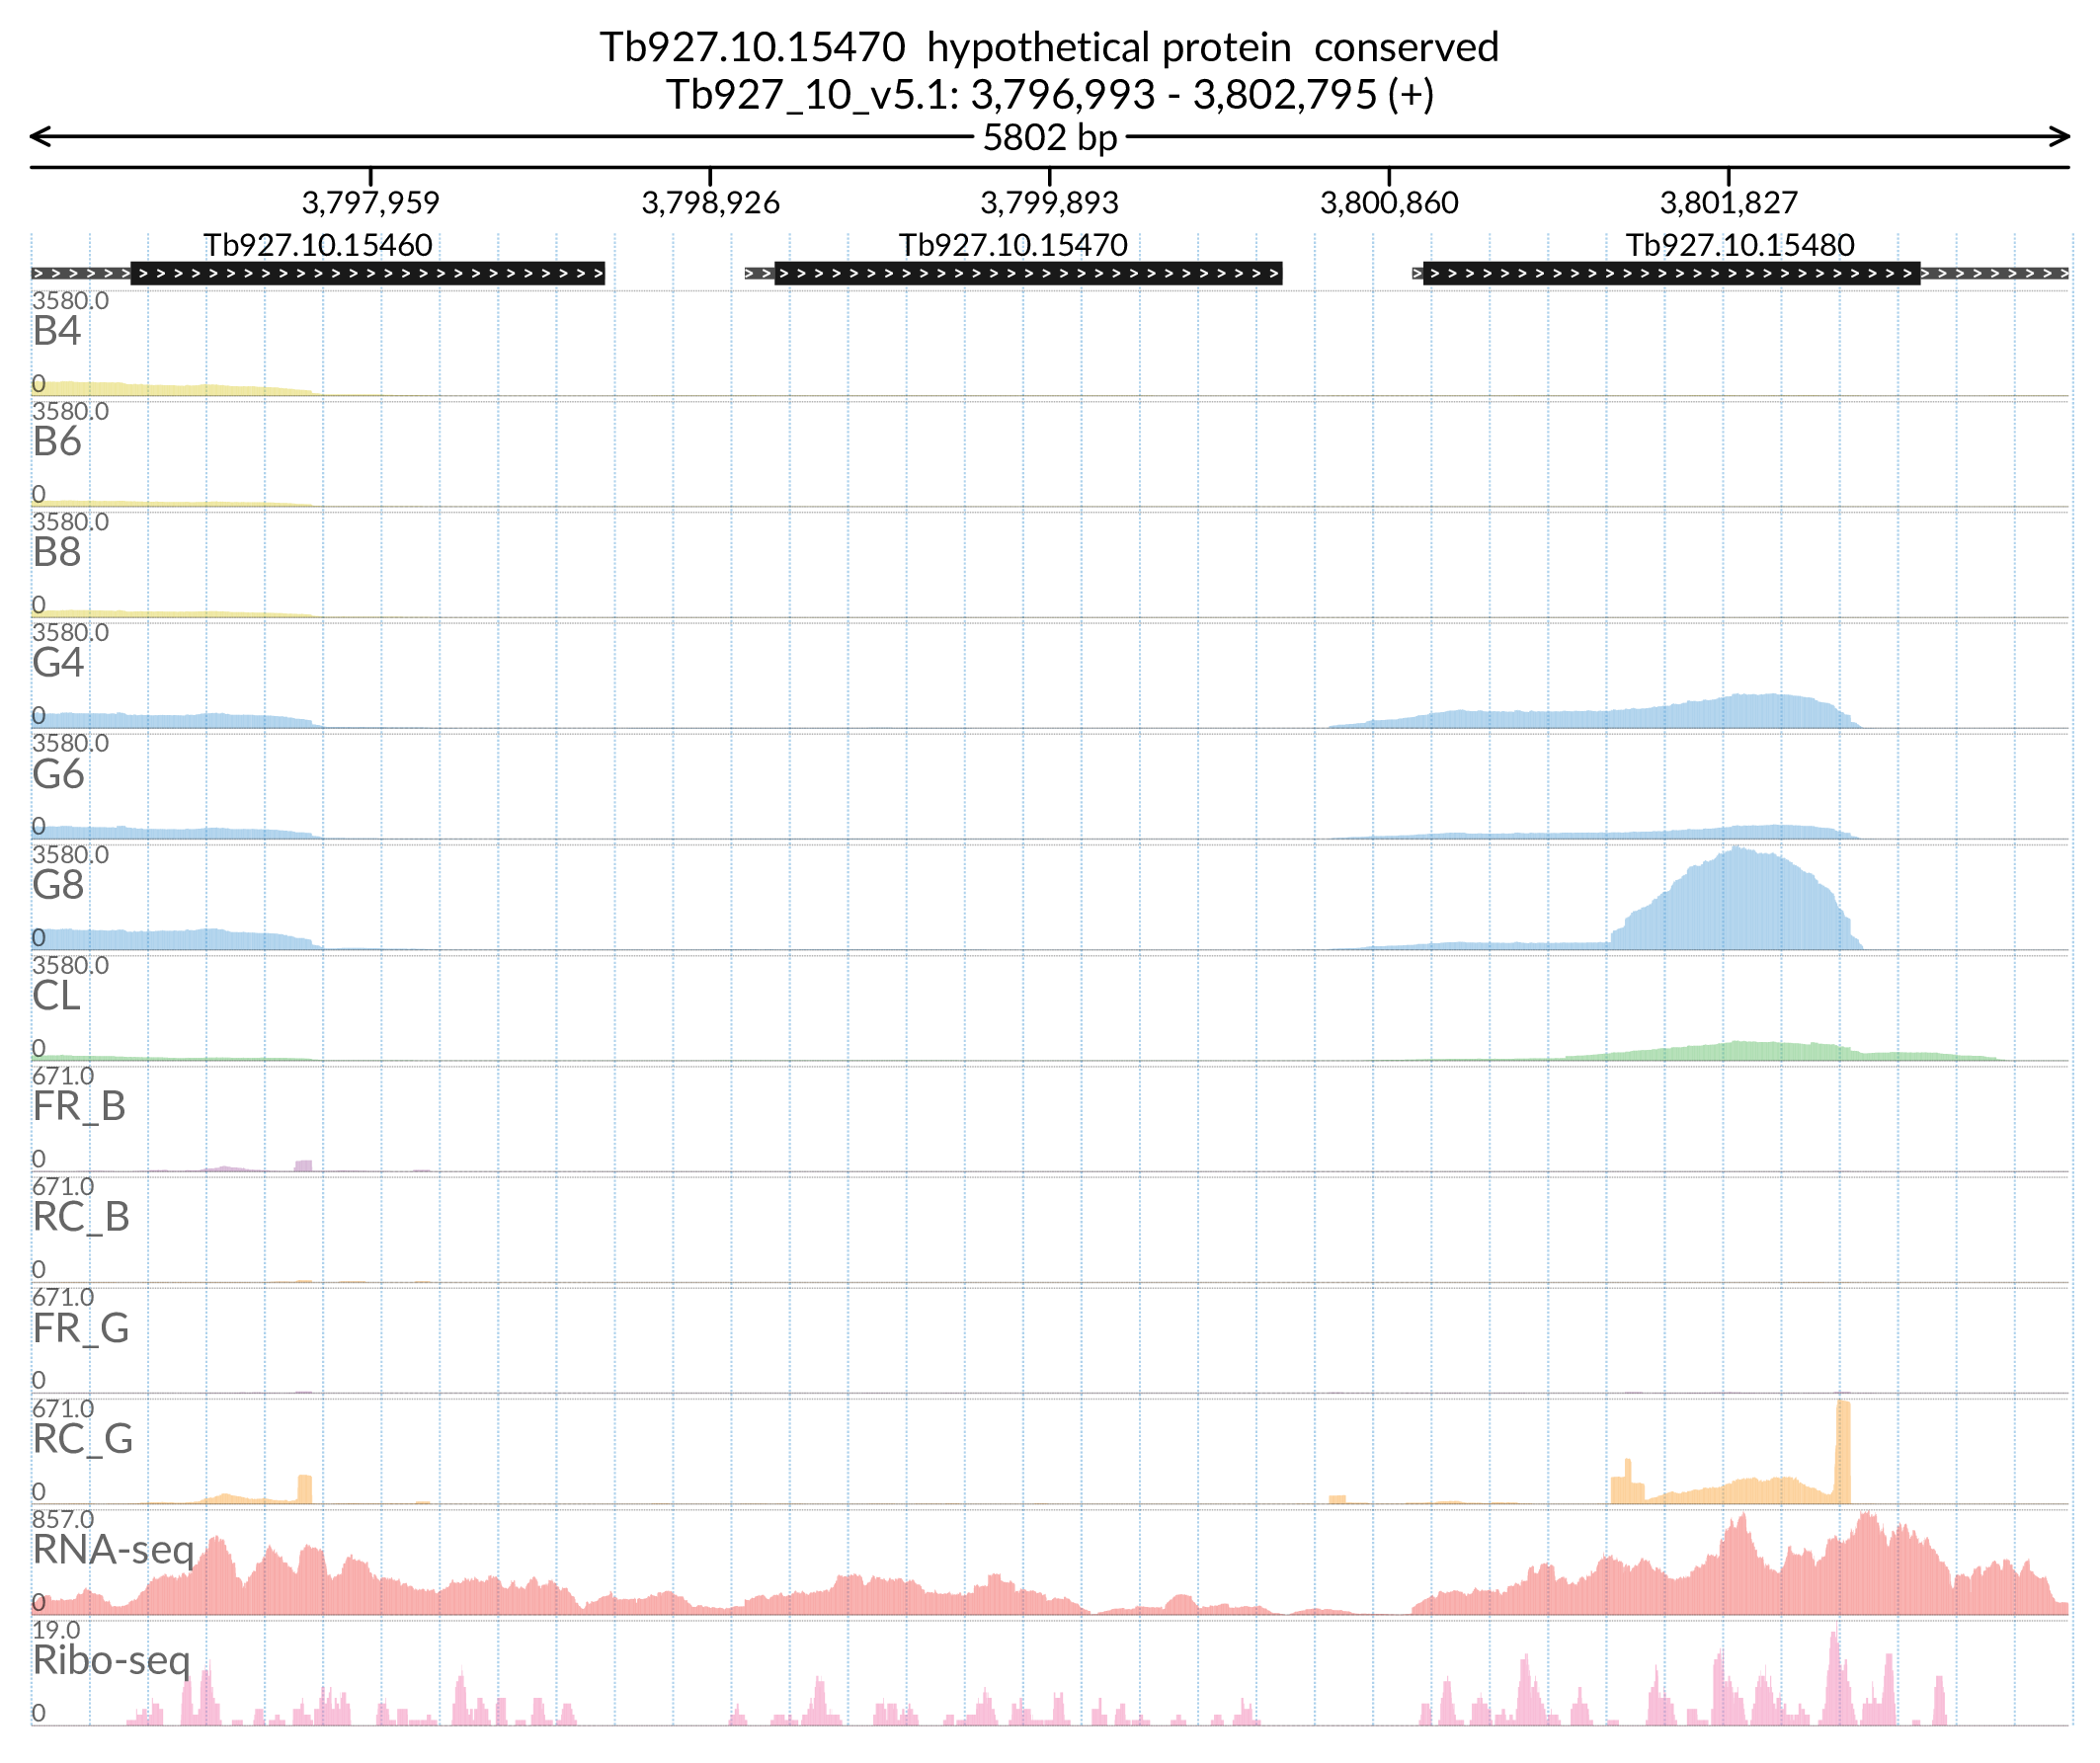 Tb927.10.15470 hypothetical protein conserved
Tb927_10_v5.1: 3,796,993 - 3,802,795 (+)
5802 bp
3,797,959 3,798,926 3,799,893 3,800,860 3,801,827
Tb927.10.15460 Tb927.10.15470 Tb927.10.15480
3580.0
B4
0
3580.0
B6
0
3580.0
B8
0
3580.0
G4
0
3580.0
G6
0
3580.0
G8
0
3580.0
CL
0
671.0
FR_B
0
671.0
RC_B
0
671.0
FR_G
0
671.0
RC_G
0
857.0
RNA-seq
0
19.0
Ribo-seq
0